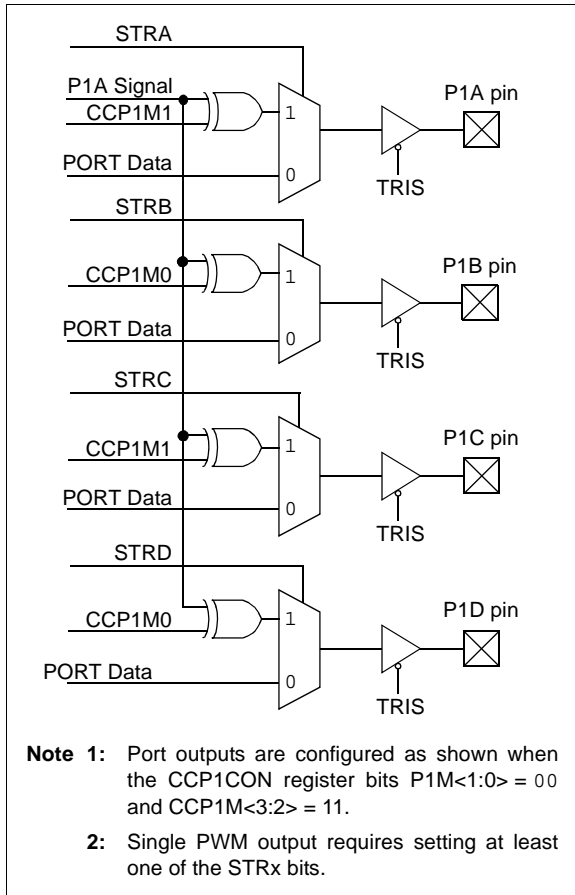 STRA
P1A Signal
CCP1M1
1
P1A pin
PORT Data
0
TRIS
STRB
CCP1M0
1
P1B pin
PORT Data
0
TRIS
STRC
CCP1M1
1
P1C pin
PORT Data
0
TRIS
STRD
CCP1M0
1
P1D pin
PORT Data
0
TRIS
Note 1: Port outputs are configured as shown when
the CCP1CON register bits P1M<1:0> = 00
and CCP1M<3:2> = 11.
2: Single PWM output requires setting at least
one of the STRx bits.